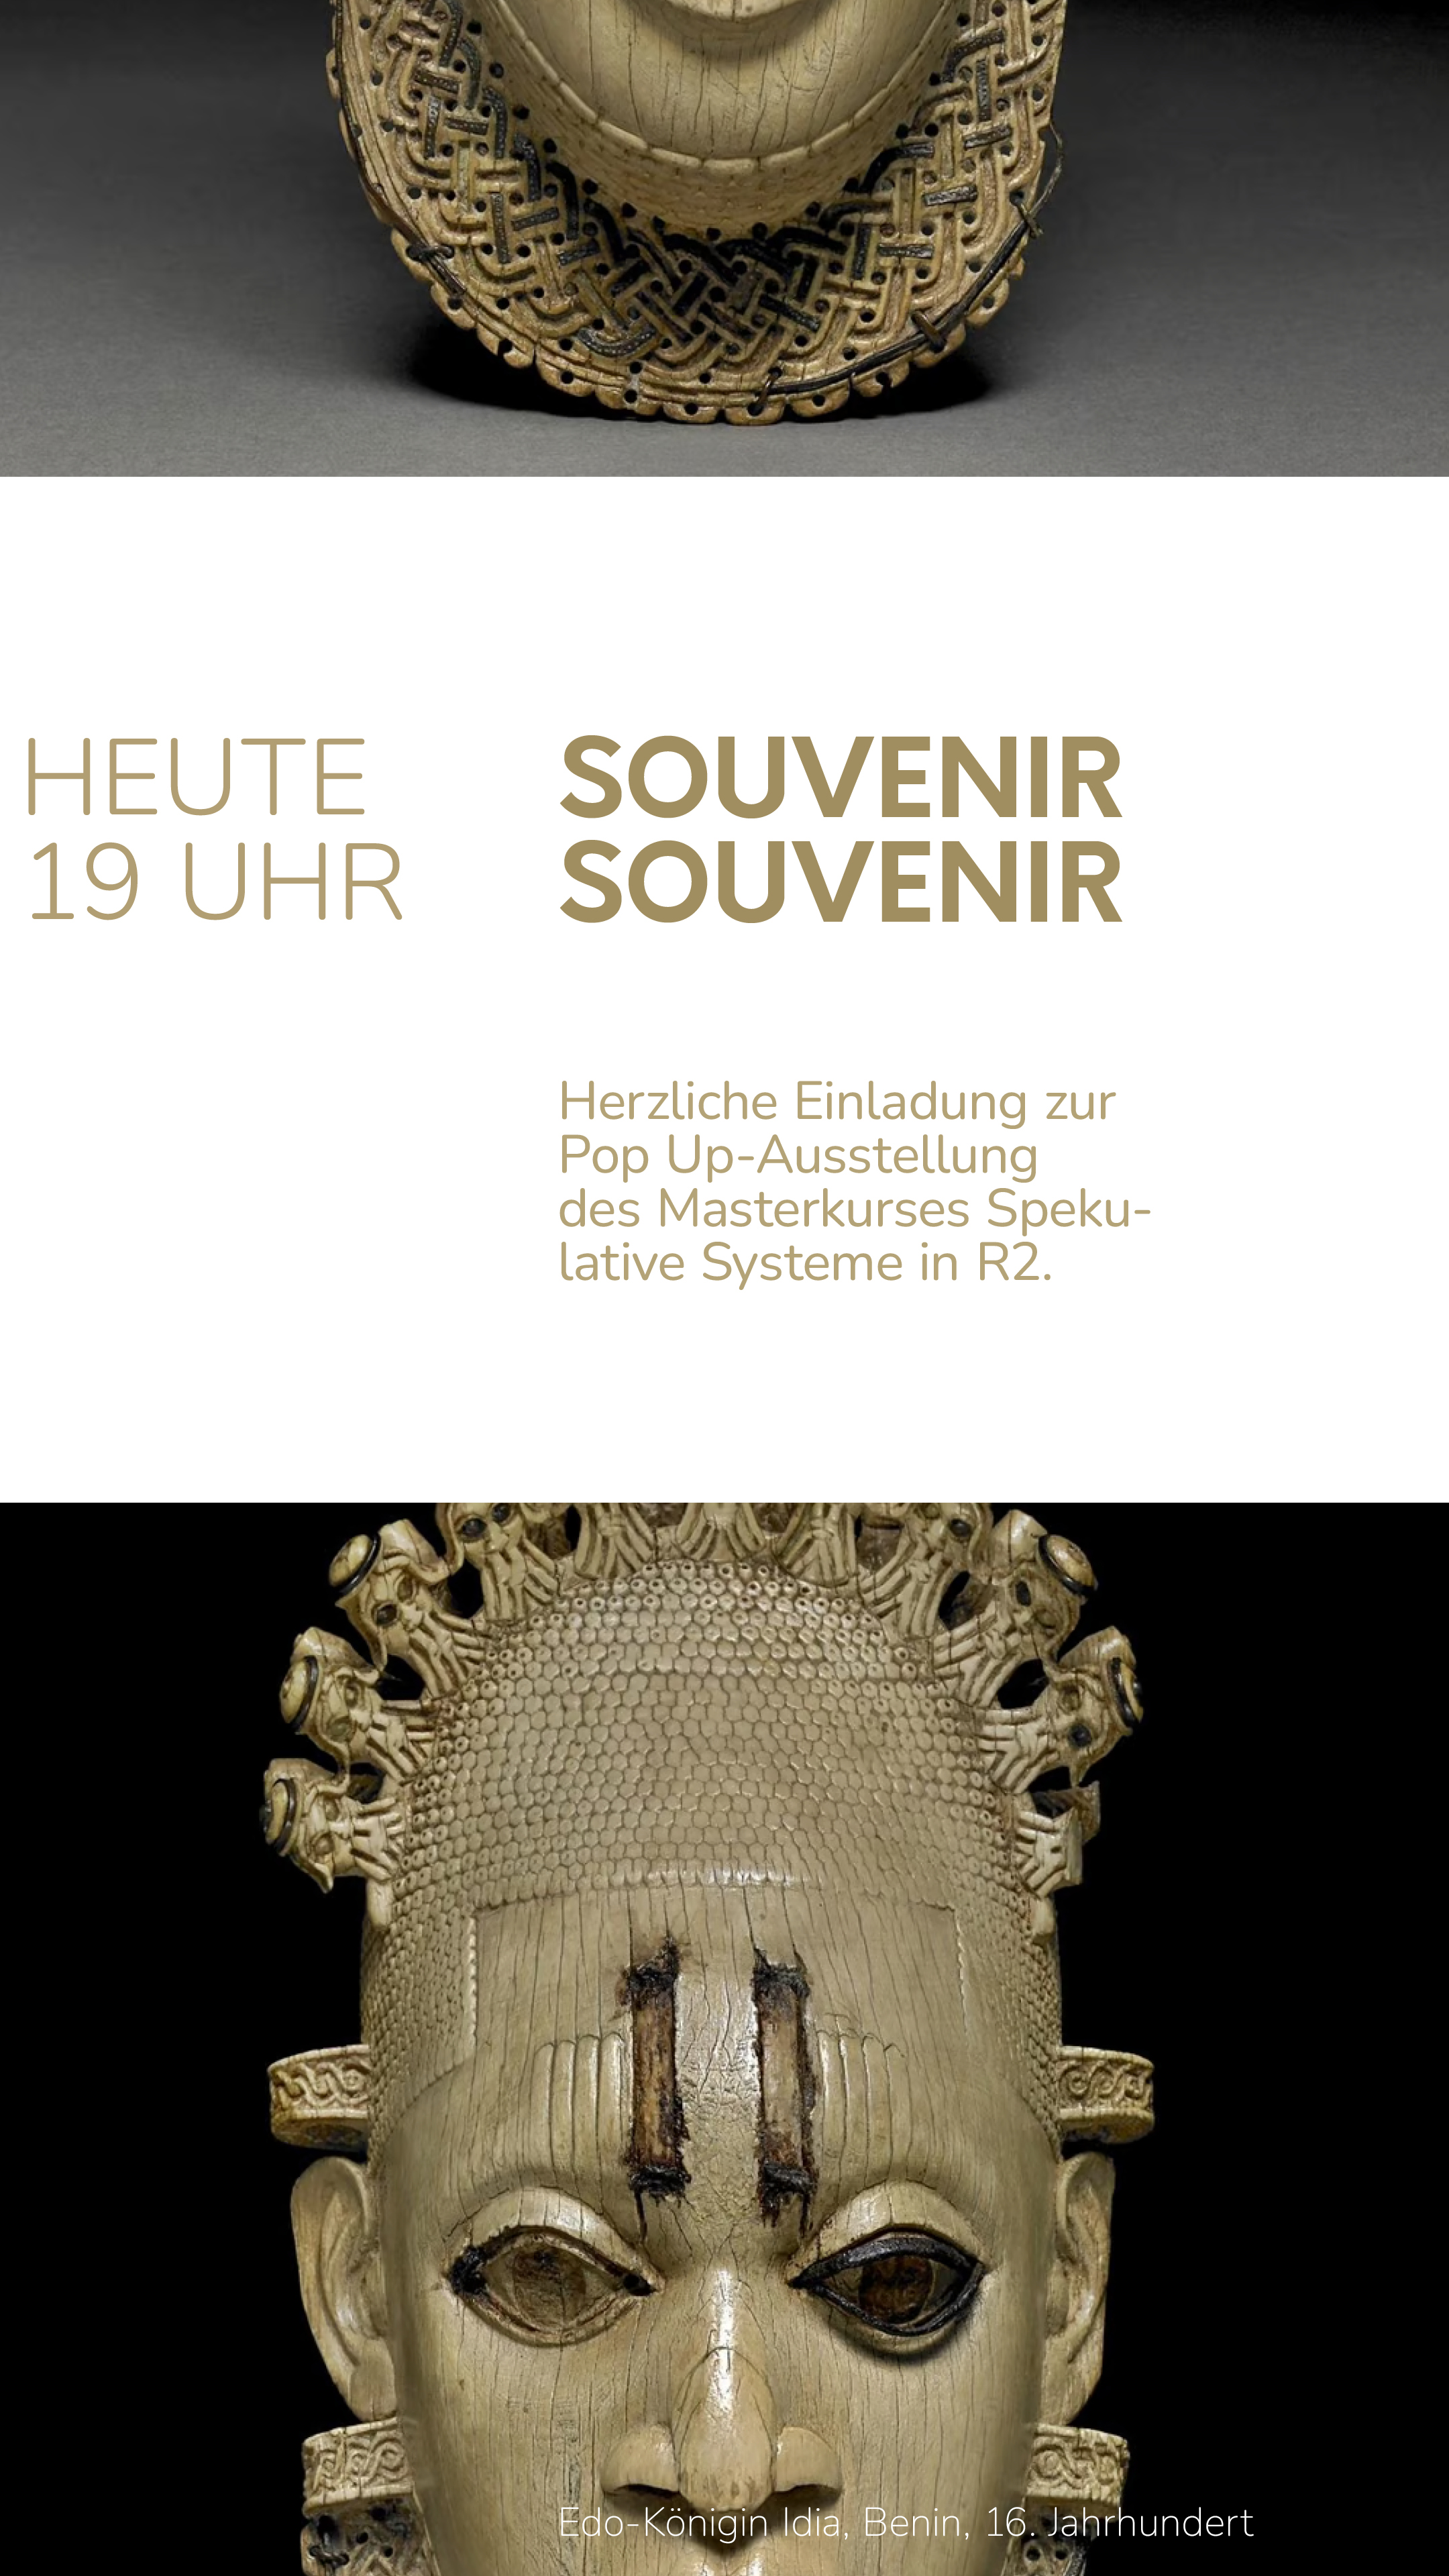 HEUTE
19 UHR
SOUVENIR
SOUVENIR
Herzliche Einladung zur
Pop Up-Ausstellung
des Masterkurses Speku-
lative Systeme in R2.
Edo-Königin Idia, Benin, 16. Jahrhundert